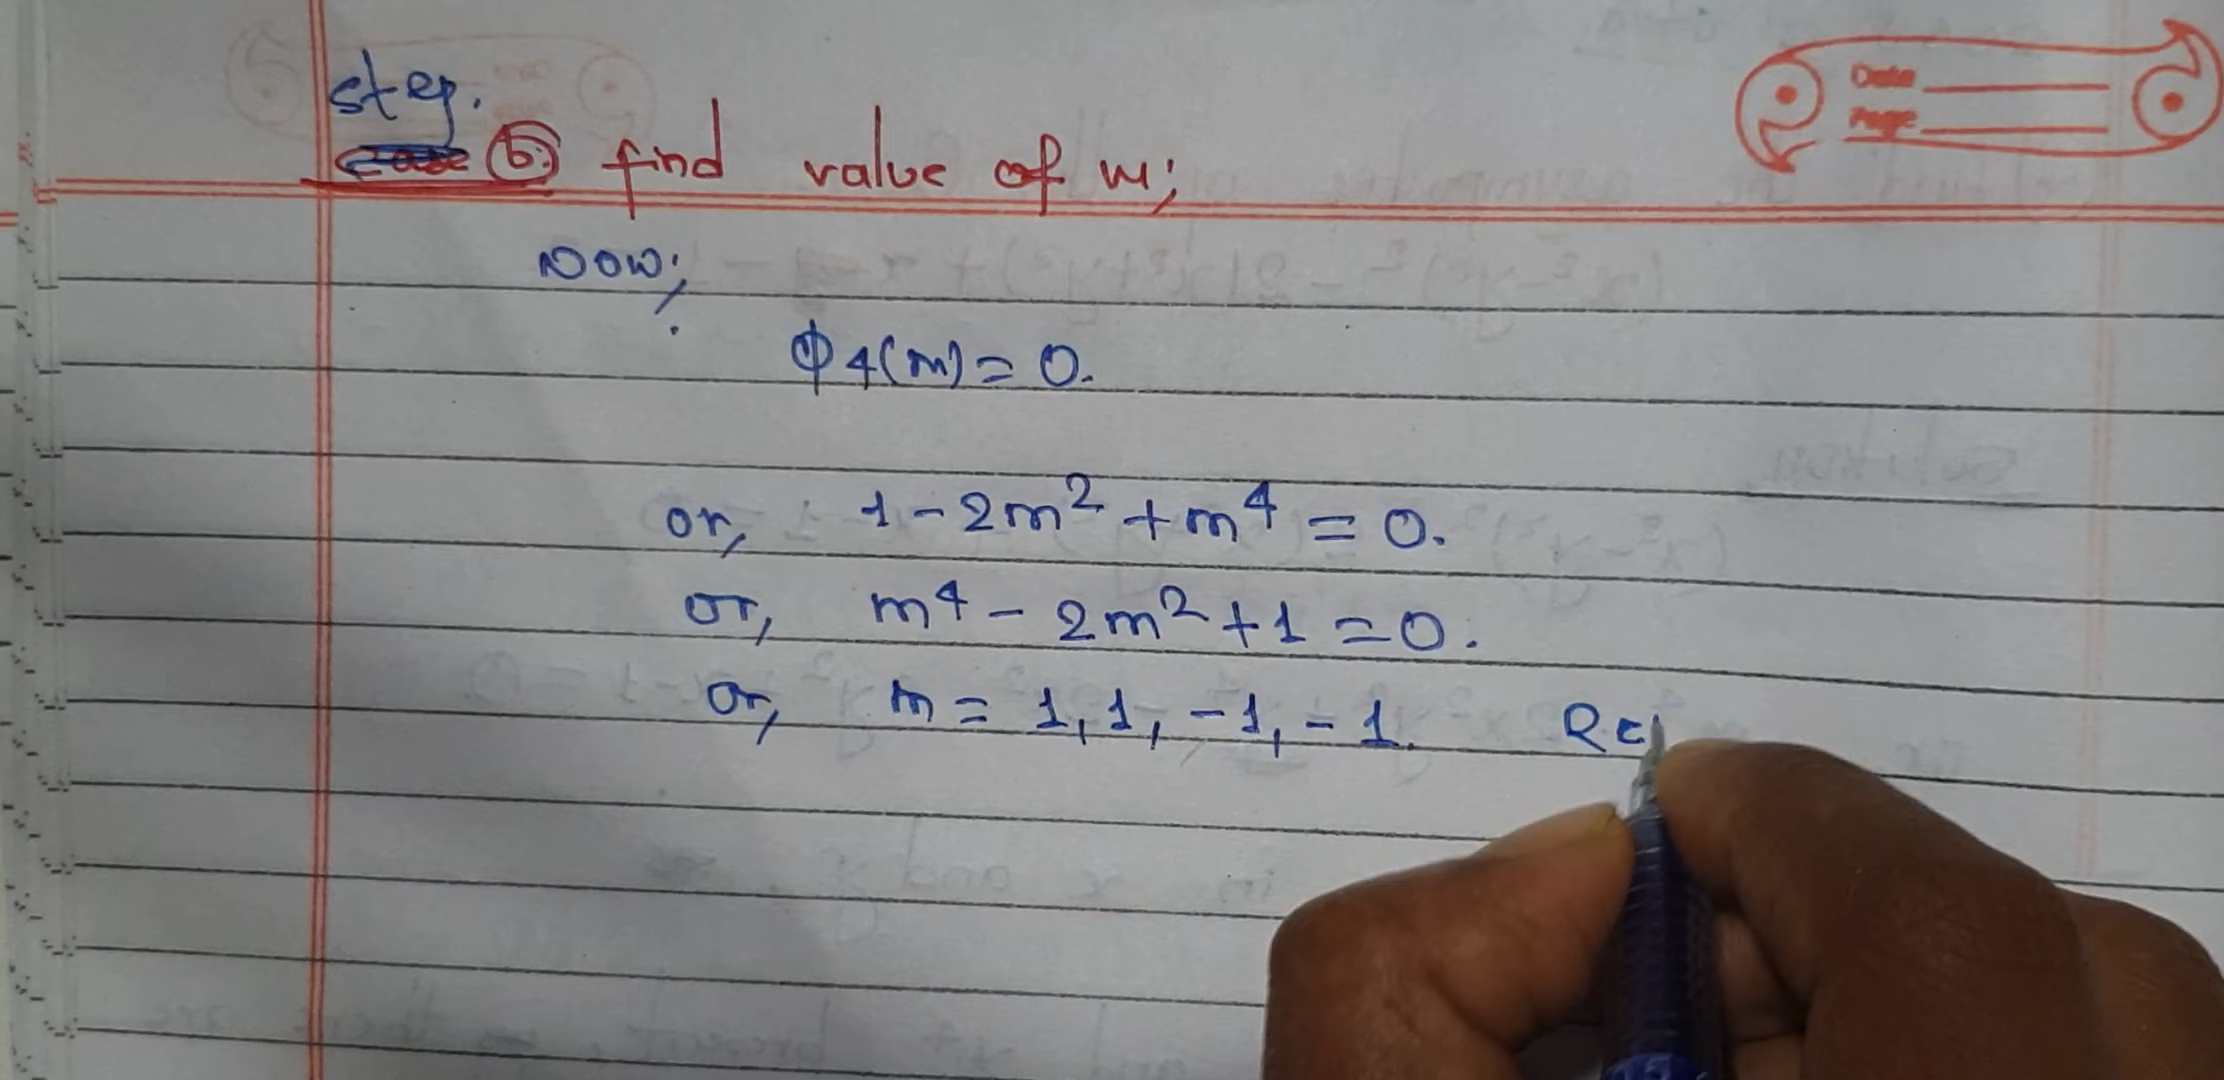 step.
(b.) find value of m;
Now;
Φ4(m) = 0.
or, 1 - 2m² + m⁴ = 0.
or, m⁴ - 2m² + 1 = 0.
or, m = 1, 1, -1, -1. Re
Date
Page